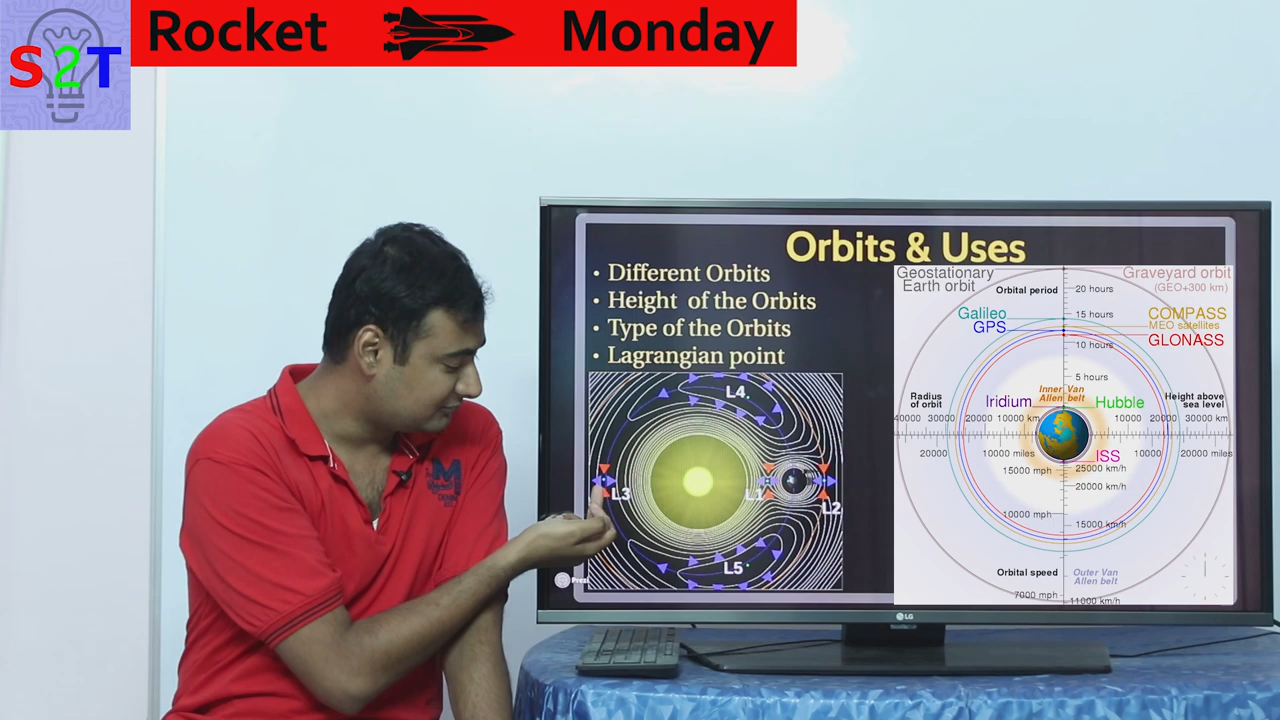 Rocket Monday
S2T
Orbits & Uses
• Different Orbits
• Height of the Orbits
• Type of the Orbits
• Lagrangian point
L4
L3
L1
L2
L5
Prezi
Geostationary
Earth orbit
Graveyard orbit
(GEO+300 km)
Orbital period
20 hours
15 hours
10 hours
5 hours
Galileo
GPS
COMPASS
MEO satellites
GLONASS
Inner Van
Allen belt
Iridium
Hubble
Radius
of orbit
Height above
sea level
40000 30000 20000 10000 km
10000 20000 30000 km
20000 10000 miles
10000 20000 miles
ISS
15000 mph
25000 km/h
20000 km/h
10000 mph
15000 km/h
Orbital speed
Outer Van
Allen belt
7000 mph
11000 km/h
LG
M